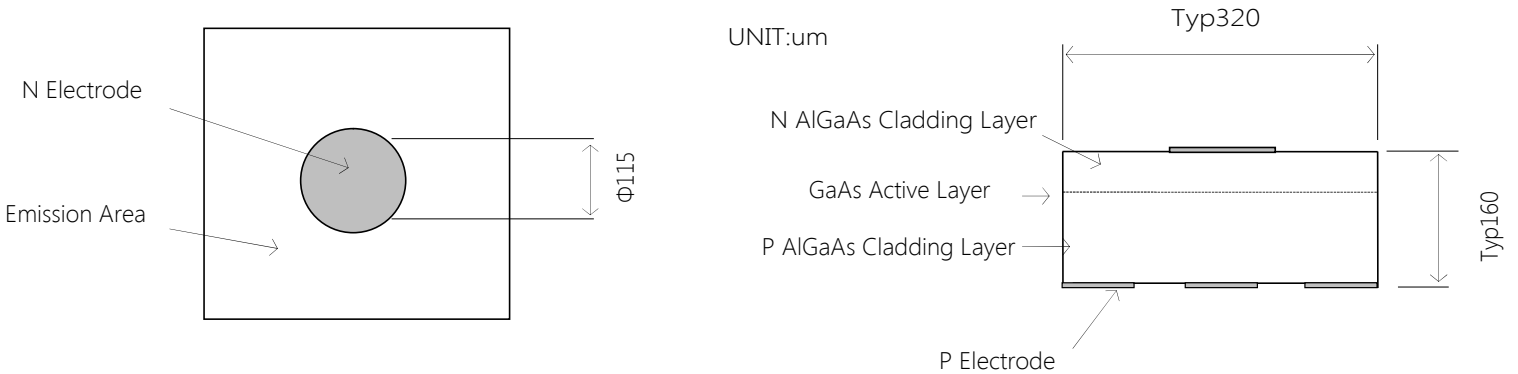 N Electrode
Emission Area
Φ115
UNIT:um
Typ320
N AlGaAs Cladding Layer
GaAs Active Layer
P AlGaAs Cladding Layer
Typ160
P Electrode